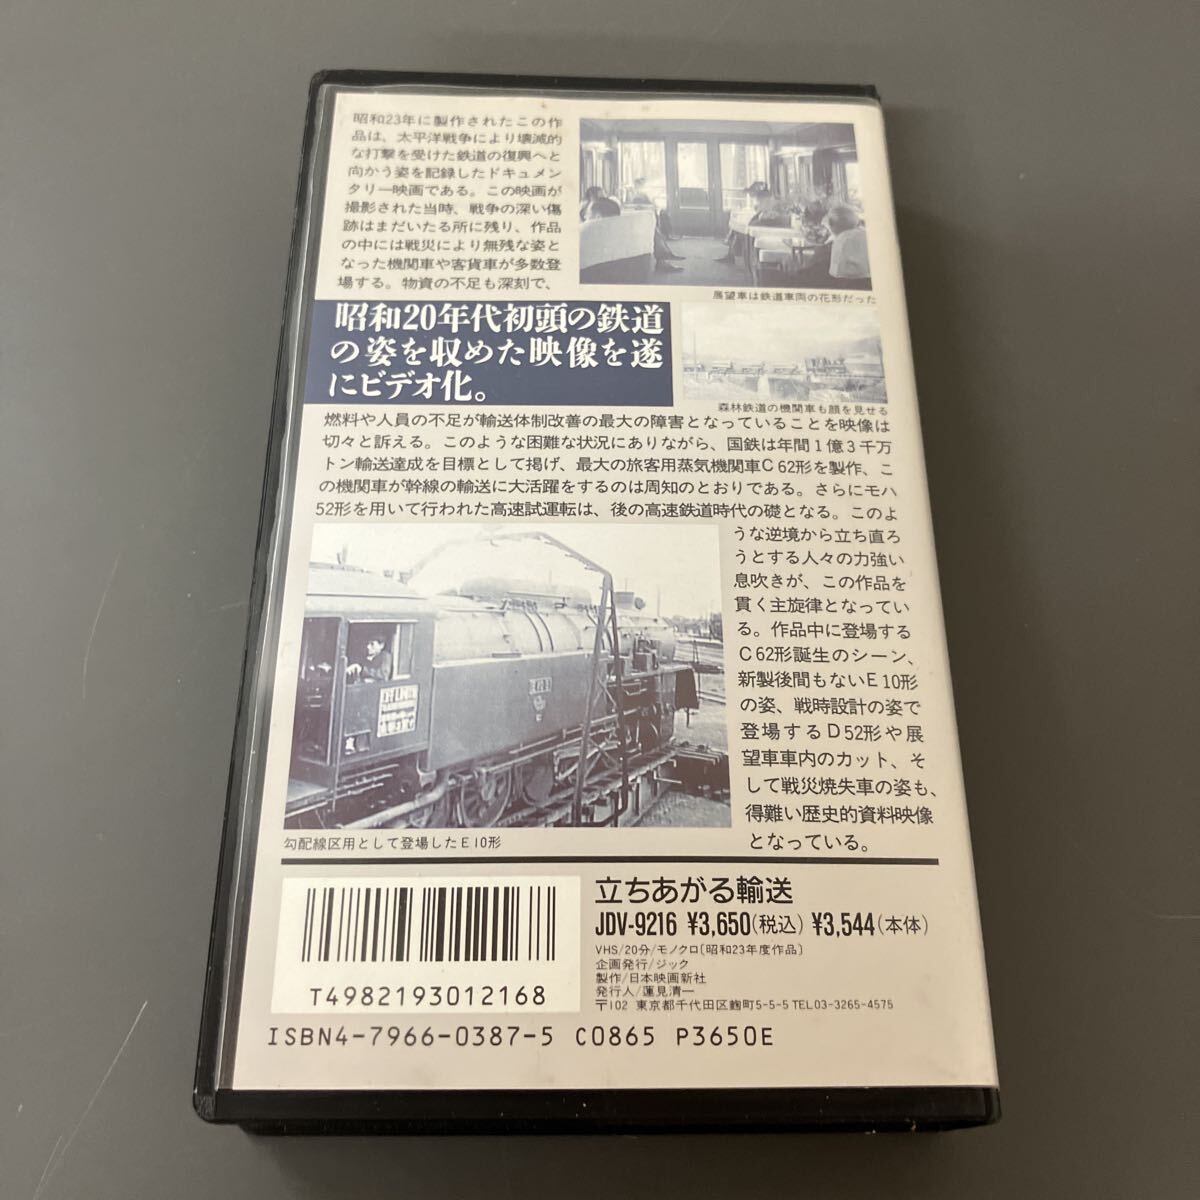 昭和23年に製作されたこの作
品は、太平洋戦争により壊滅的
な打撃を受けた鉄道の復興へと
向かう姿を記録したドキュメン
タリー映画である。この映画が
撮影された当時、戦争の深い傷
跡はまだいたる所に残り、作品
の中には戦災により無残な姿と
なった機関車や客貨車が多数登
場する。物資の不足も深刻で、
展望車は鉄道車両の花形だった
昭和20年代初頭の鉄道
の姿を収めた映像を遂
にビデオ化。
森林鉄道の機関車も顔を見せる
燃料や人員の不足が輸送体制改善の最大の障害となっていることを映像は
切々と訴える。このような困難な状況にありながら、国鉄は年間1億3千万
トン輸送達成を目標として掲げ、最大の旅客用蒸気機関車C62形を製作、こ
の機関車が幹線の輸送に大活躍をするのは周知のとおりである。さらにモハ
52形を用いて行われた高速試運転は、後の高速鉄道時代の礎となる。このよ
うな逆境から立ち直ろ
うとする人々の力強い
息吹きが、この作品を
貫く主旋律となってい
る。作品中に登場する
C62形誕生のシーン、
新製後間もないE10形
の姿、戦時設計の姿で
登場するD52形や展
望車車内のカット、そ
して戦災焼失車の姿も、
得難い歴史的資料映像
となっている。
勾配線区用として登場したE10形
立ちあがる輸送
JDV-9216 ¥3,650(税込) ¥3,544(本体)
VHS/20分/モノクロ〔昭和23年度作品〕
企画発行/ジック
製作/日本映画新社
発行人/蓮見清一
〒102 東京都千代田区麹町5-5-5 TEL03-3265-4575
T4982193012168
ISBN4-7966-0387-5 C0865 P3650E